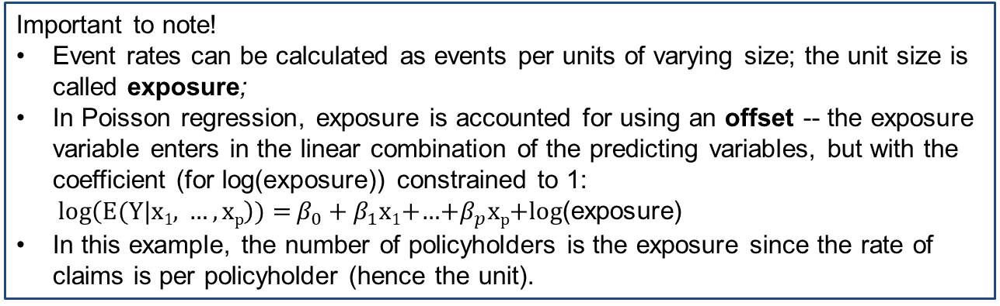 Important to note!
• Event rates can be calculated as events per units of varying size; the unit size is
called exposure;
• In Poisson regression, exposure is accounted for using an offset -- the exposure
variable enters in the linear combination of the predicting variables, but with the
coefficient (for log(exposure)) constrained to 1:
log(E(Y|x₁, …,xₚ)) = β₀ + β₁x₁+…+βₚxₚ+log(exposure)
• In this example, the number of policyholders is the exposure since the rate of
claims is per policyholder (hence the unit).